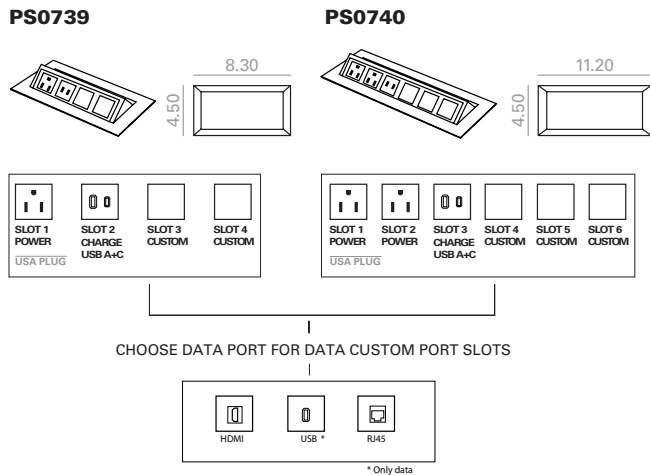 PS0739
PS0740
8.30
4.50
11.20
4.50
SLOT 1
POWER
USA PLUG
SLOT 2
CHARGE
USB A+C
SLOT 3
CUSTOM
SLOT 4
CUSTOM
SLOT 1
POWER
USA PLUG
SLOT 2
POWER
SLOT 3
CHARGE
USB A+C
SLOT 4
CUSTOM
SLOT 5
CUSTOM
SLOT 6
CUSTOM
CHOOSE DATA PORT FOR DATA CUSTOM PORT SLOTS
HDMI
USB *
RJ45
* Only data